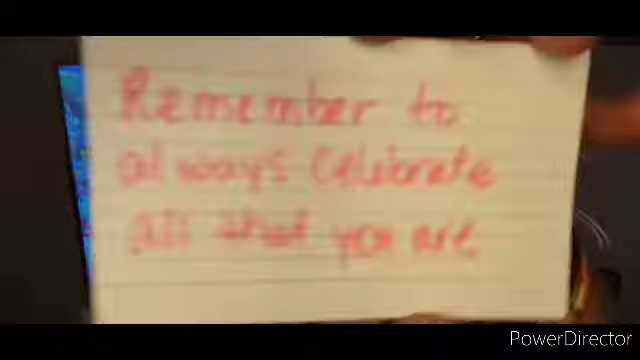 Remember to
always celebrate
all that you are
PowerDirector